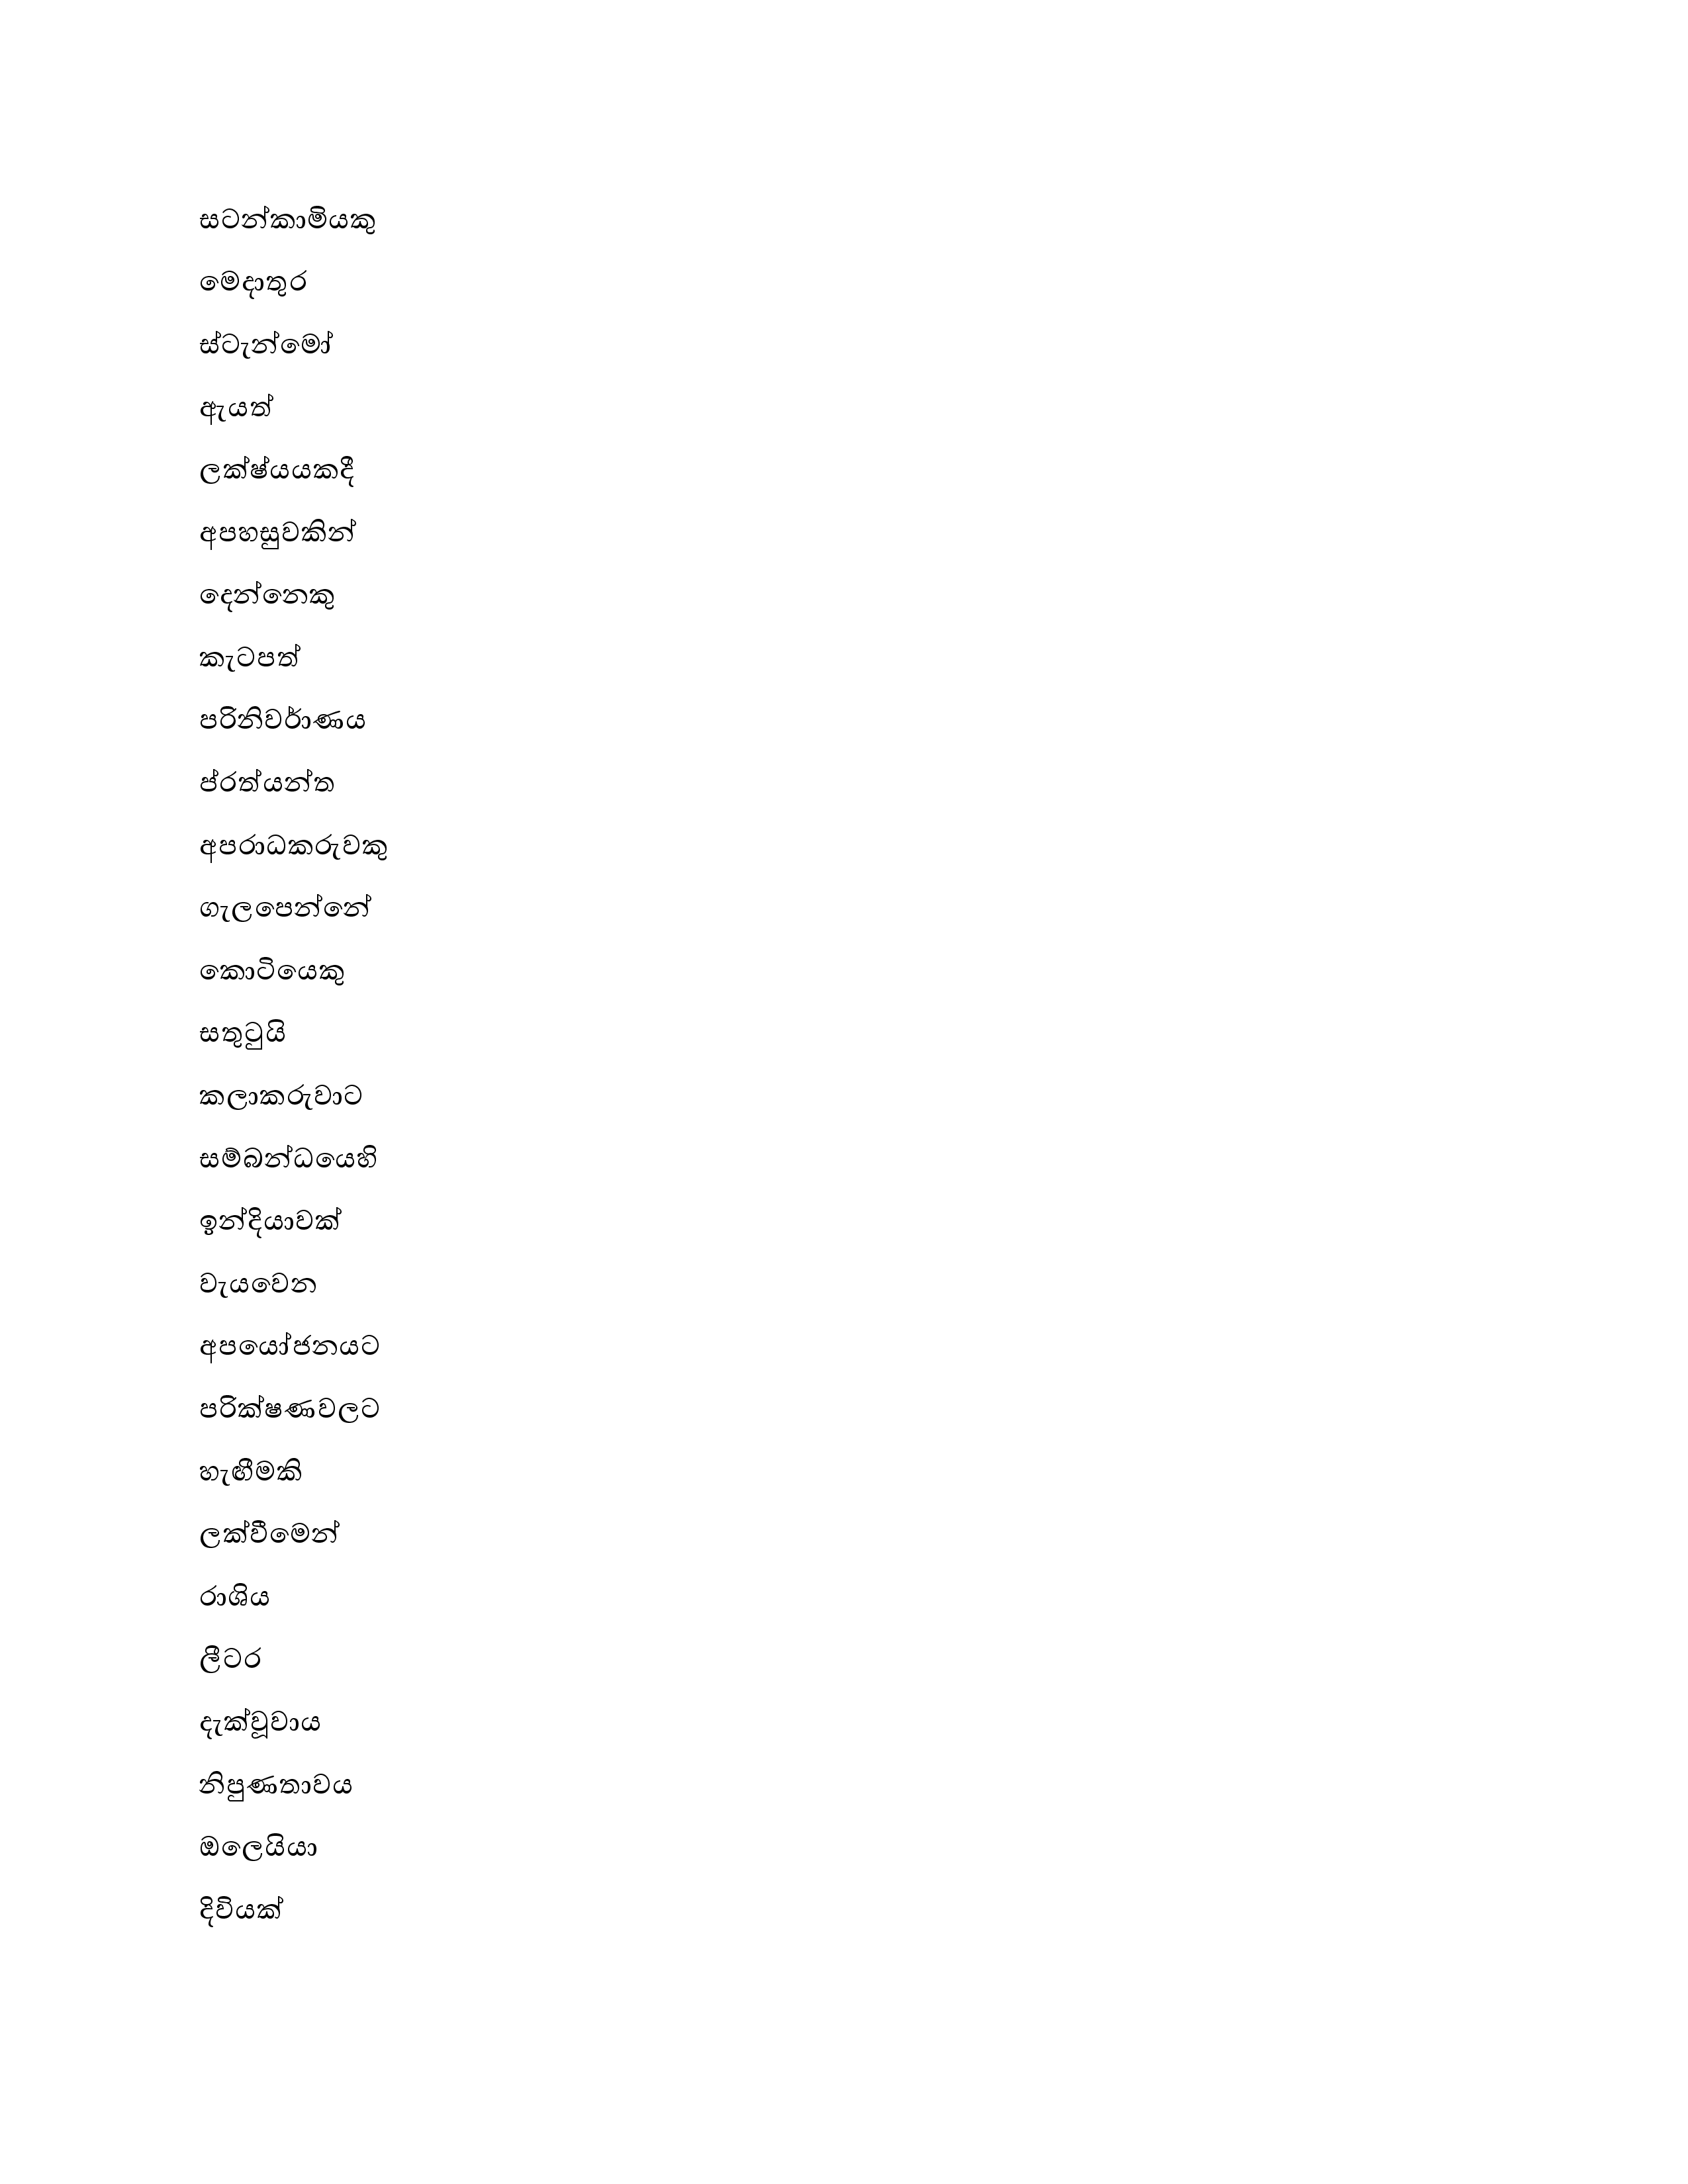 සටන්කාමියකු
මෙදාතුර
ස්ටැන්මෝ
ඇයත්
ලක්ෂ්යයකදී
අපහසුවකින්
දෙන්නෙකු
කැටපත්
පරිනිර්වාණය
ප්රත්යන්ත
අපරාධකරුවකු
ගැලපෙන්නේ
කොටියෙකු
සතුටුයි
කලාකරුවාට
සම්බන්ධයෙහි
ඉන්දියාවක්
වැයවෙන
අපයෝජනයට
පරික්ෂණවලට
හැඟීමකි
ලක්වීමෙන්
රාශිය
ලීටර
දැක්වූවාය
නිපුණතාවය
ඔලෙයියා
දිවියක්